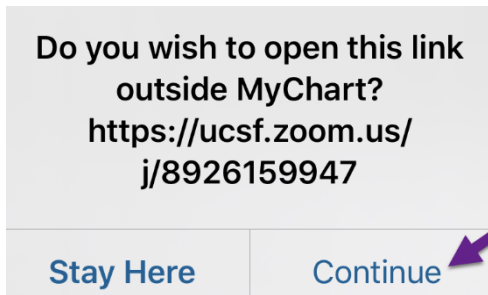 Do you wish to open this link
outside MyChart?
https://ucsf.zoom.us/
j/8926159947
Stay Here
Continue